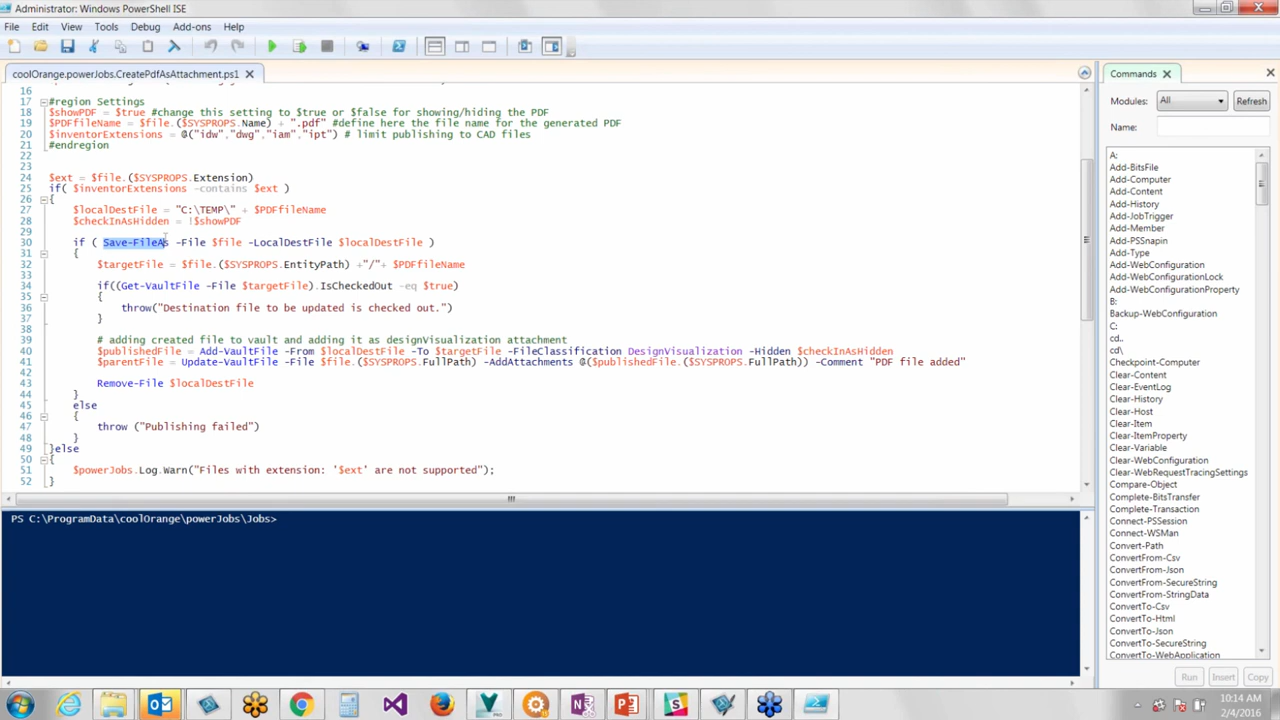 Administrator: Windows PowerShell ISE
File Edit View Tools Debug Add-ons Help
coolOrange.powerJobs.CreatePdfAsAttachment.ps1
16
17 #region Settings
18 $showPDF = $true #change this setting to $true or $false for showing/hiding the PDF
19 $PDFfileName = $file.($SYSPROPS.Name) + ".pdf" #define here the file name for the generated PDF
20 $inventorExtensions = @("idw","dwg","iam","ipt") # limit publishing to CAD files
21 #endregion
22
23
24 $ext = $file.($SYSPROPS.Extension)
25 if( $inventorExtensions -contains $ext )
26 {
27 $localDestFile = "C:\TEMP\" + $PDFfileName
28 $checkInAsHidden = !$showPDF
29
30 if ( Save-FileAs -File $file -LocalDestFile $localDestFile )
31 {
32 $targetFile = $file.($SYSPROPS.EntityPath) +"/"+ $PDFfileName
33
34 if((Get-VaultFile -File $targetFile).IsCheckedOut -eq $true)
35 {
36 throw("Destination file to be updated is checked out.")
37 }
38
39 # adding created file to vault and adding it as designVisualization attachment
40 $publishedFile = Add-VaultFile -From $localDestFile -To $targetFile -FileClassification DesignVisualization -Hidden $checkInAsHidden
41 $parentFile = Update-VaultFile -File $file.($SYSPROPS.FullPath) -AddAttachments @($publishedFile.($SYSPROPS.FullPath)) -Comment "PDF file added"
42
43 Remove-File $localDestFile
44 }
45 else
46 {
47 throw ("Publishing failed")
48 }
49 }else
50 {
51 $powerJobs.Log.Warn("Files with extension: '$ext' are not supported");
52 }
PS C:\ProgramData\coolOrange\powerJobs\Jobs>
Commands
Modules: All Refresh
Name:
A:
Add-BitsFile
Add-Computer
Add-Content
Add-History
Add-JobTrigger
Add-Member
Add-PSSnapin
Add-Type
Add-WebConfiguration
Add-WebConfigurationLock
Add-WebConfigurationProperty
B:
Backup-WebConfiguration
C:
cd..
cd\
Checkpoint-Computer
Clear-Content
Clear-EventLog
Clear-History
Clear-Host
Clear-Item
Clear-ItemProperty
Clear-Variable
Clear-WebConfiguration
Clear-WebRequestTracingSettings
Compare-Object
Complete-BitsTransfer
Complete-Transaction
Connect-PSSession
Connect-WSMan
Convert-Path
ConvertFrom-Csv
ConvertFrom-Json
ConvertFrom-SecureString
ConvertFrom-StringData
ConvertTo-Csv
ConvertTo-Html
ConvertTo-Json
ConvertTo-SecureString
ConvertTo-WebApplication
Run Insert Copy
10:14 AM
2/4/2016